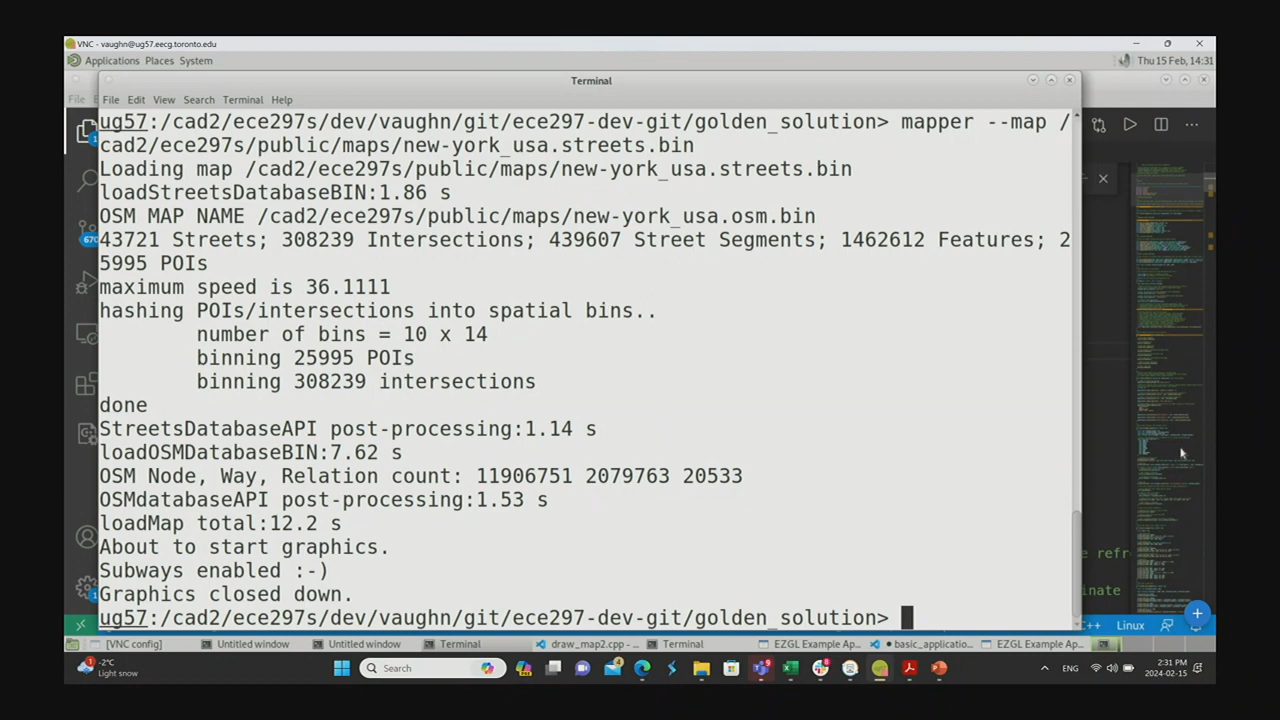 VNC - vaughn@ug57.eecg.toronto.edu
Applications Places System
Thu 15 Feb, 14:31
Terminal
File
File Edit View Search Terminal Help
ug57:/cad2/ece297s/dev/vaughn/git/ece297-dev-git/golden_solution> mapper --map /
cad2/ece297s/public/maps/new-york_usa.streets.bin
Loading map /cad2/ece297s/public/maps/new-york_usa.streets.bin
loadStreetsDatabaseBIN:1.86 s
OSM MAP NAME /cad2/ece297s/public/maps/new-york_usa.osm.bin
43721 Streets; 308239 Intersections; 439607 Street Segments; 1462612 Features; 2
5995 POIs
maximum speed is 36.1111
hashing POIs/intersections into spatial bins..
number of bins = 10 x 14
binning 25995 POIs
binning 308239 intersections
done
StreetsDatabaseAPI post-processing:1.14 s
loadOSMDatabaseBIN:7.62 s
OSM Node, Way, Relation count: 11906751 2079763 20533
OSMdatabaseAPI post-processing:1.53 s
loadMap total:12.2 s
About to start graphics.
Subways enabled :-)
Graphics closed down.
ug57:/cad2/ece297s/dev/vaughn/git/ece297-dev-git/golden_solution>
670
e refr
inate
C++ Linux
[VNC config] Untitled window Untitled window Terminal draw_map2.cpp - Terminal EZGL Example Ap... basic_applicatio... EZGL Example Ap...
-2°C
Light snow
Search
ENG
2:31 PM
2024-02-15